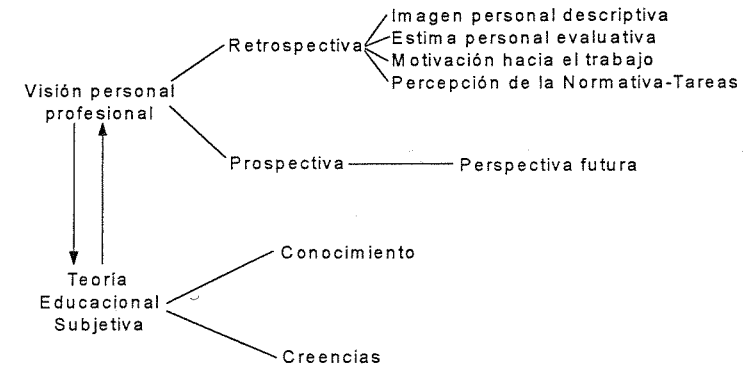 Imagen personal descriptiva
Retrospectiva
Estima personal evaluativa
Motivación hacia el trabajo
Percepción de la Normativa-Tareas
Visión personal
profesional
Prospectiva
Perspectiva futura
Conocimiento
Teoría
Educacional
Subjetiva
Creencias